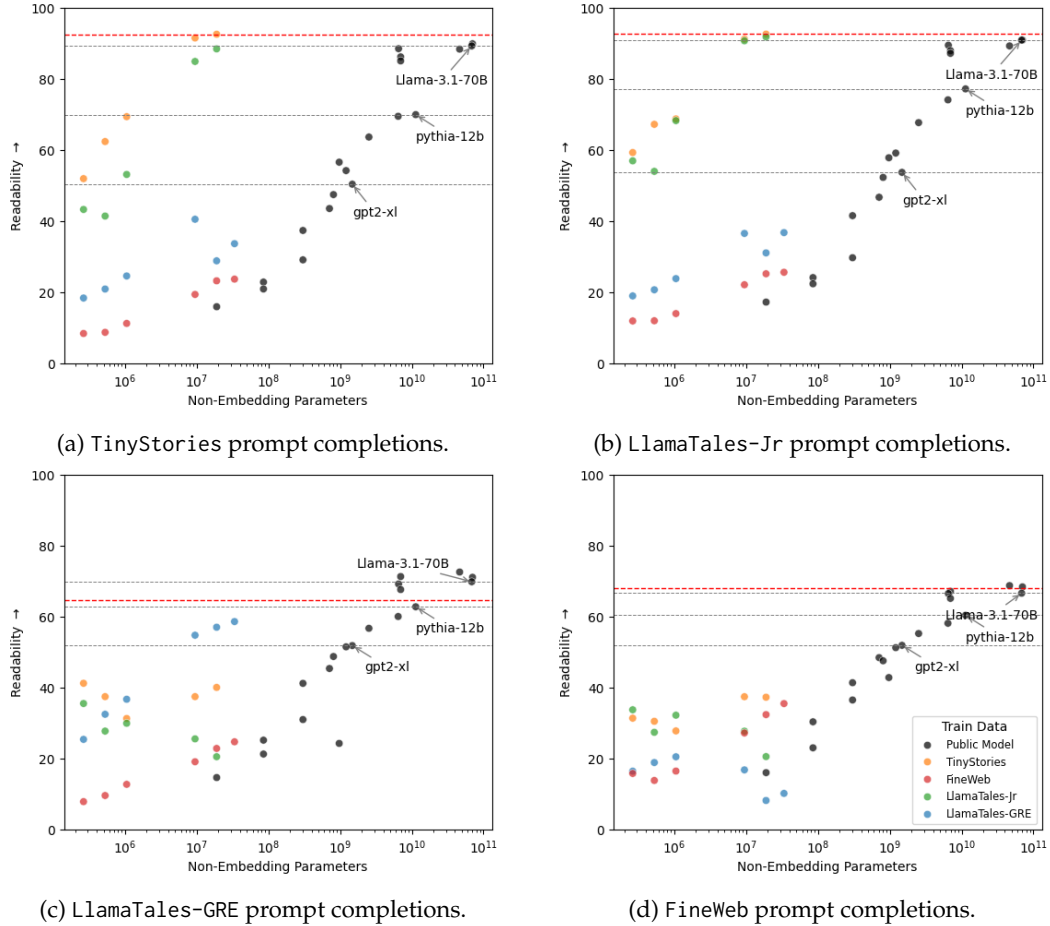 100
80
60
40
20
0
Readability →
Llama-3.1-70B
pythia-12b
gpt2-xl
10^6 10^7 10^8 10^9 10^10 10^11
Non-Embedding Parameters
(a) TinyStories prompt completions.
100
80
60
40
20
0
Readability →
Llama-3.1-70B
pythia-12b
gpt2-xl
10^6 10^7 10^8 10^9 10^10 10^11
Non-Embedding Parameters
(b) LlamaTales-Jr prompt completions.
100
80
60
40
20
0
Readability →
Llama-3.1-70B
pythia-12b
gpt2-xl
10^6 10^7 10^8 10^9 10^10 10^11
Non-Embedding Parameters
(c) LlamaTales-GRE prompt completions.
100
80
60
40
20
0
Readability →
Llama-3.1-70B
pythia-12b
gpt2-xl
Train Data
Public Model
TinyStories
FineWeb
LlamaTales-Jr
LlamaTales-GRE
10^6 10^7 10^8 10^9 10^10 10^11
Non-Embedding Parameters
(d) FineWeb prompt completions.